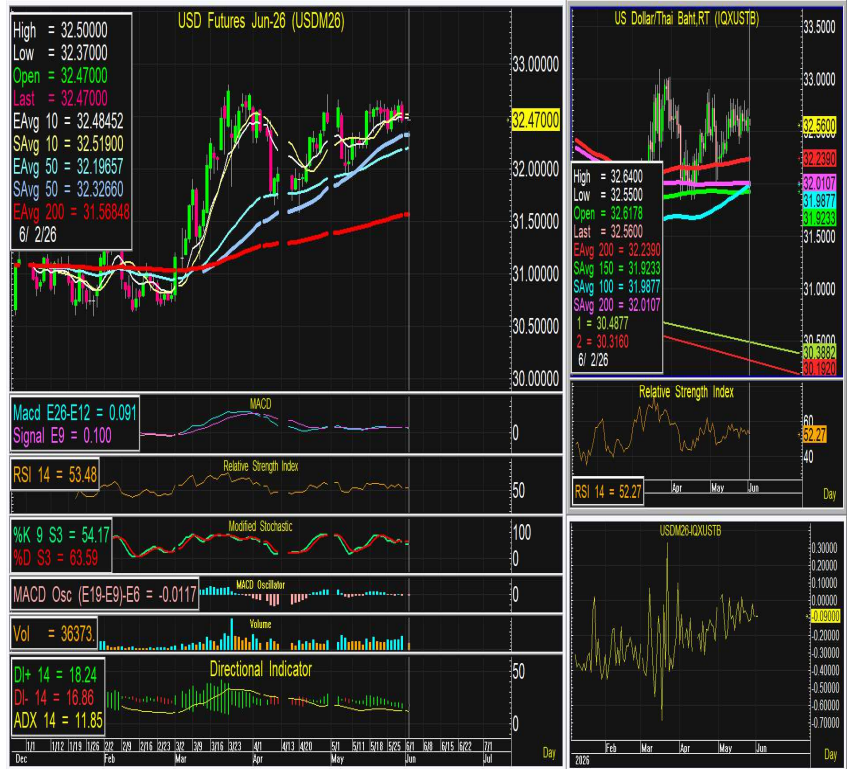 USD Futures Jun-26 (USDM26)
High = 32.50000
Low = 32.37000
Open = 32.47000
Last = 32.47000
EAvg 10 = 32.48452
SAvg 10 = 32.51900
EAvg 50 = 32.19657
SAvg 50 = 32.32660
EAvg 200 = 31.56848
6/ 2/26
33.00000
32.47000
32.00000
31.50000
31.00000
30.50000
30.00000
MACD
Macd E26-E12 = 0.091
Signal E9 = 0.100
0
Relative Strength Index
RSI 14 = 53.48
50
Modified Stochastic
%K 9 S3 = 54.17
%D S3 = 63.59
100
0
MACD Oscillator
MACD Osc (E19-E9)-E6 = -0.0117
0
Volume
Vol = 36373.
Directional Indicator
DI+ 14 = 18.24
DI- 14 = 16.86
ADX 14 = 11.85
50
0
1/1 1/12 1/19 1/26 2/2 2/9 2/16 2/23 3/2 3/9 3/16 3/23 4/1 4/13 4/20 5/1 5/11 5/18 5/25 6/1 6/8 6/15 6/22 7/1
Dec Feb Mar Apr May Jun Jul
Day
US Dollar/Thai Baht,RT (IQXUSTB)
33.5000
33.0000
32.5600
32.2390
32.0107
31.9877
31.9233
31.5000
31.0000
30.5000
30.3882
30.1920
High = 32.6400
Low = 32.5500
Open = 32.6178
Last = 32.5600
EAvg 200 = 32.2390
SAvg 150 = 31.9233
SAvg 100 = 31.9877
SAvg 200 = 32.0107
1 = 30.4877
2 = 30.3160
6/ 2/26
Relative Strength Index
60
52.27
40
RSI 14 = 52.27
Apr May Jun
Day
USDM26-IQXUSTB
0.30000
0.20000
0.10000
0.00000
-0.09000
-0.20000
-0.30000
-0.40000
-0.50000
-0.60000
-0.70000
Feb Mar Apr May Jun
2026
Day